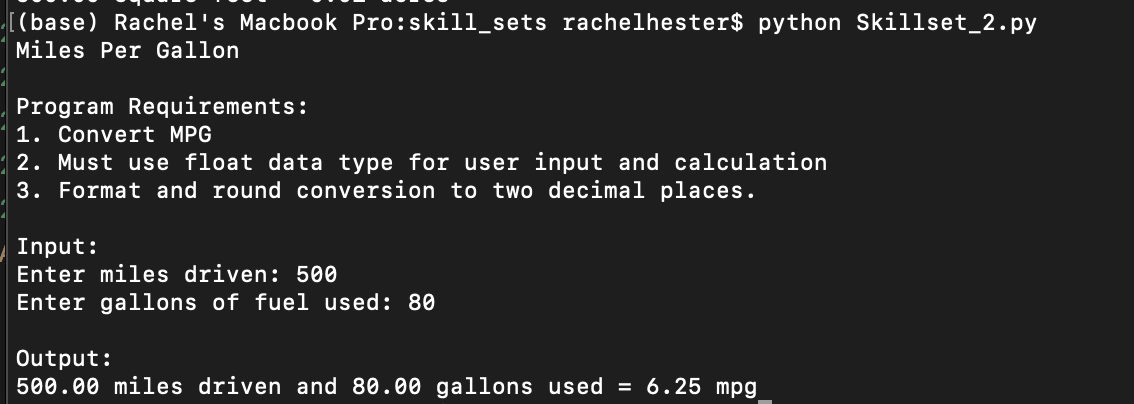 [(base) Rachel's Macbook Pro:skill_sets rachelhester$ python Skillset_2.py
Miles Per Gallon
Program Requirements:
1. Convert MPG
2. Must use float data type for user input and calculation
3. Format and round conversion to two decimal places.
Input:
Enter miles driven: 500
Enter gallons of fuel used: 80
Output:
500.00 miles driven and 80.00 gallons used = 6.25 mpg